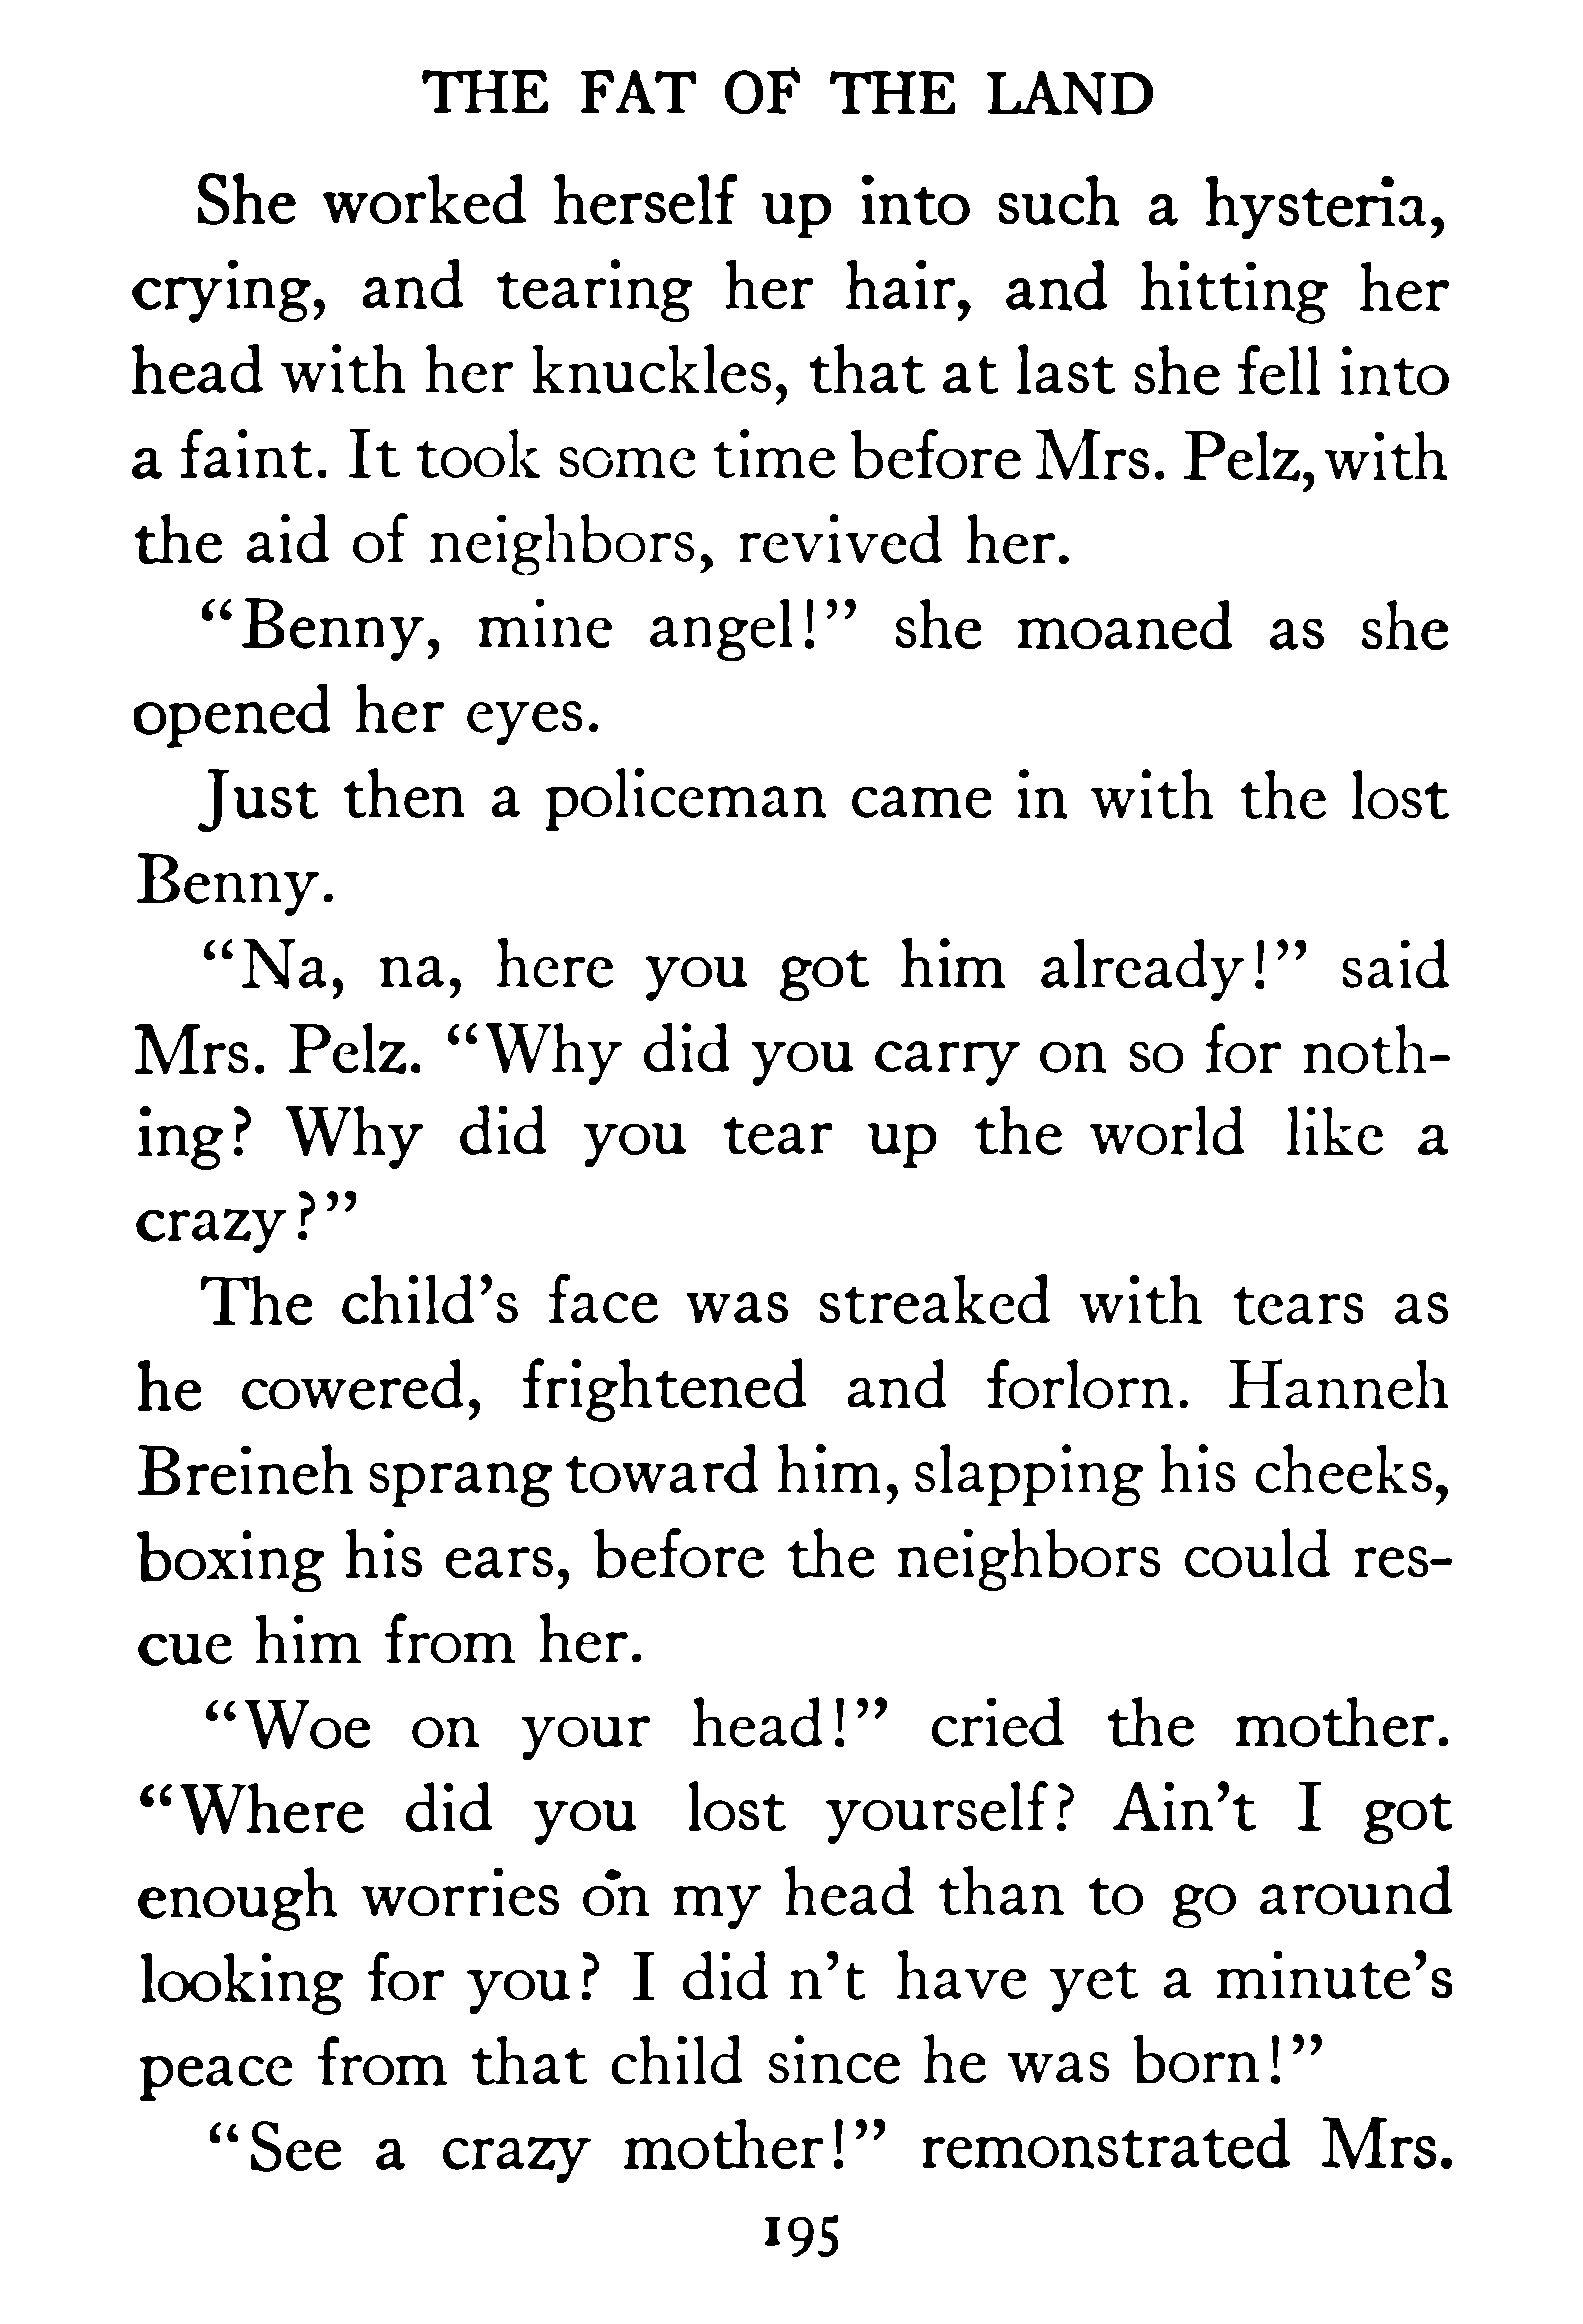 THE FAT OF THE LAND
She worked herself up into such a hysteria,
crying, and tearing her hair, and hitting her
head with her knuckles, that at last she fell into
a faint. It took some time before Mrs. Pelz, with
the aid of neighbors, revived her.
“Benny, mine angel!” she moaned as she
opened her eyes.
Just then a policeman came in with the lost
Benny.
“Na, na, here you got him already!” said
Mrs. Pelz. “Why did you carry on so for noth-
ing? Why did you tear up the world like a
crazy?”
The child’s face was streaked with tears as
he cowered, frightened and forlorn. Hanneh
Breineh sprang toward him, slapping his cheeks,
boxing his ears, before the neighbors could res-
cue him from her.
“Woe on your head!” cried the mother.
“Where did you lost yourself? Ain’t I got
enough worries on my head than to go around
looking for you? I did n’t have yet a minute’s
peace from that child since he was born!”
“See a crazy mother!” remonstrated Mrs.
195